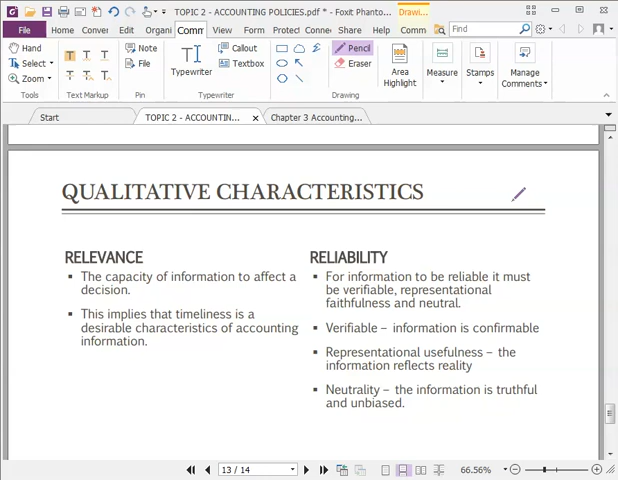 TOPIC 2 - ACCOUNTING POLICIES.pdf * - Foxit Phanto...
Drawi...
File Home Conve Edit Organi Comm View Form Protect Connec Share Help Comm Find
Hand
Select
Zoom
Tools
Text Markup
Note
File
Pin
Typewriter
Callout
Textbox
Typewriter
Drawing
Pencil
Eraser
Area
Highlight
Measure
Stamps
Manage
Comments
Start TOPIC 2 - ACCOUNTIN... Chapter 3 Accounting...
QUALITATIVE CHARACTERISTICS
RELEVANCE
▪ The capacity of information to affect a
decision.
▪ This implies that timeliness is a
desirable characteristics of accounting
information.
RELIABILITY
▪ For information to be reliable it must
be verifiable, representational
faithfulness and neutral.
▪ Verifiable – information is confirmable
▪ Representational usefulness – the
information reflects reality
▪ Neutrality – the information is truthful
and unbiased.
13 / 14
66.56%